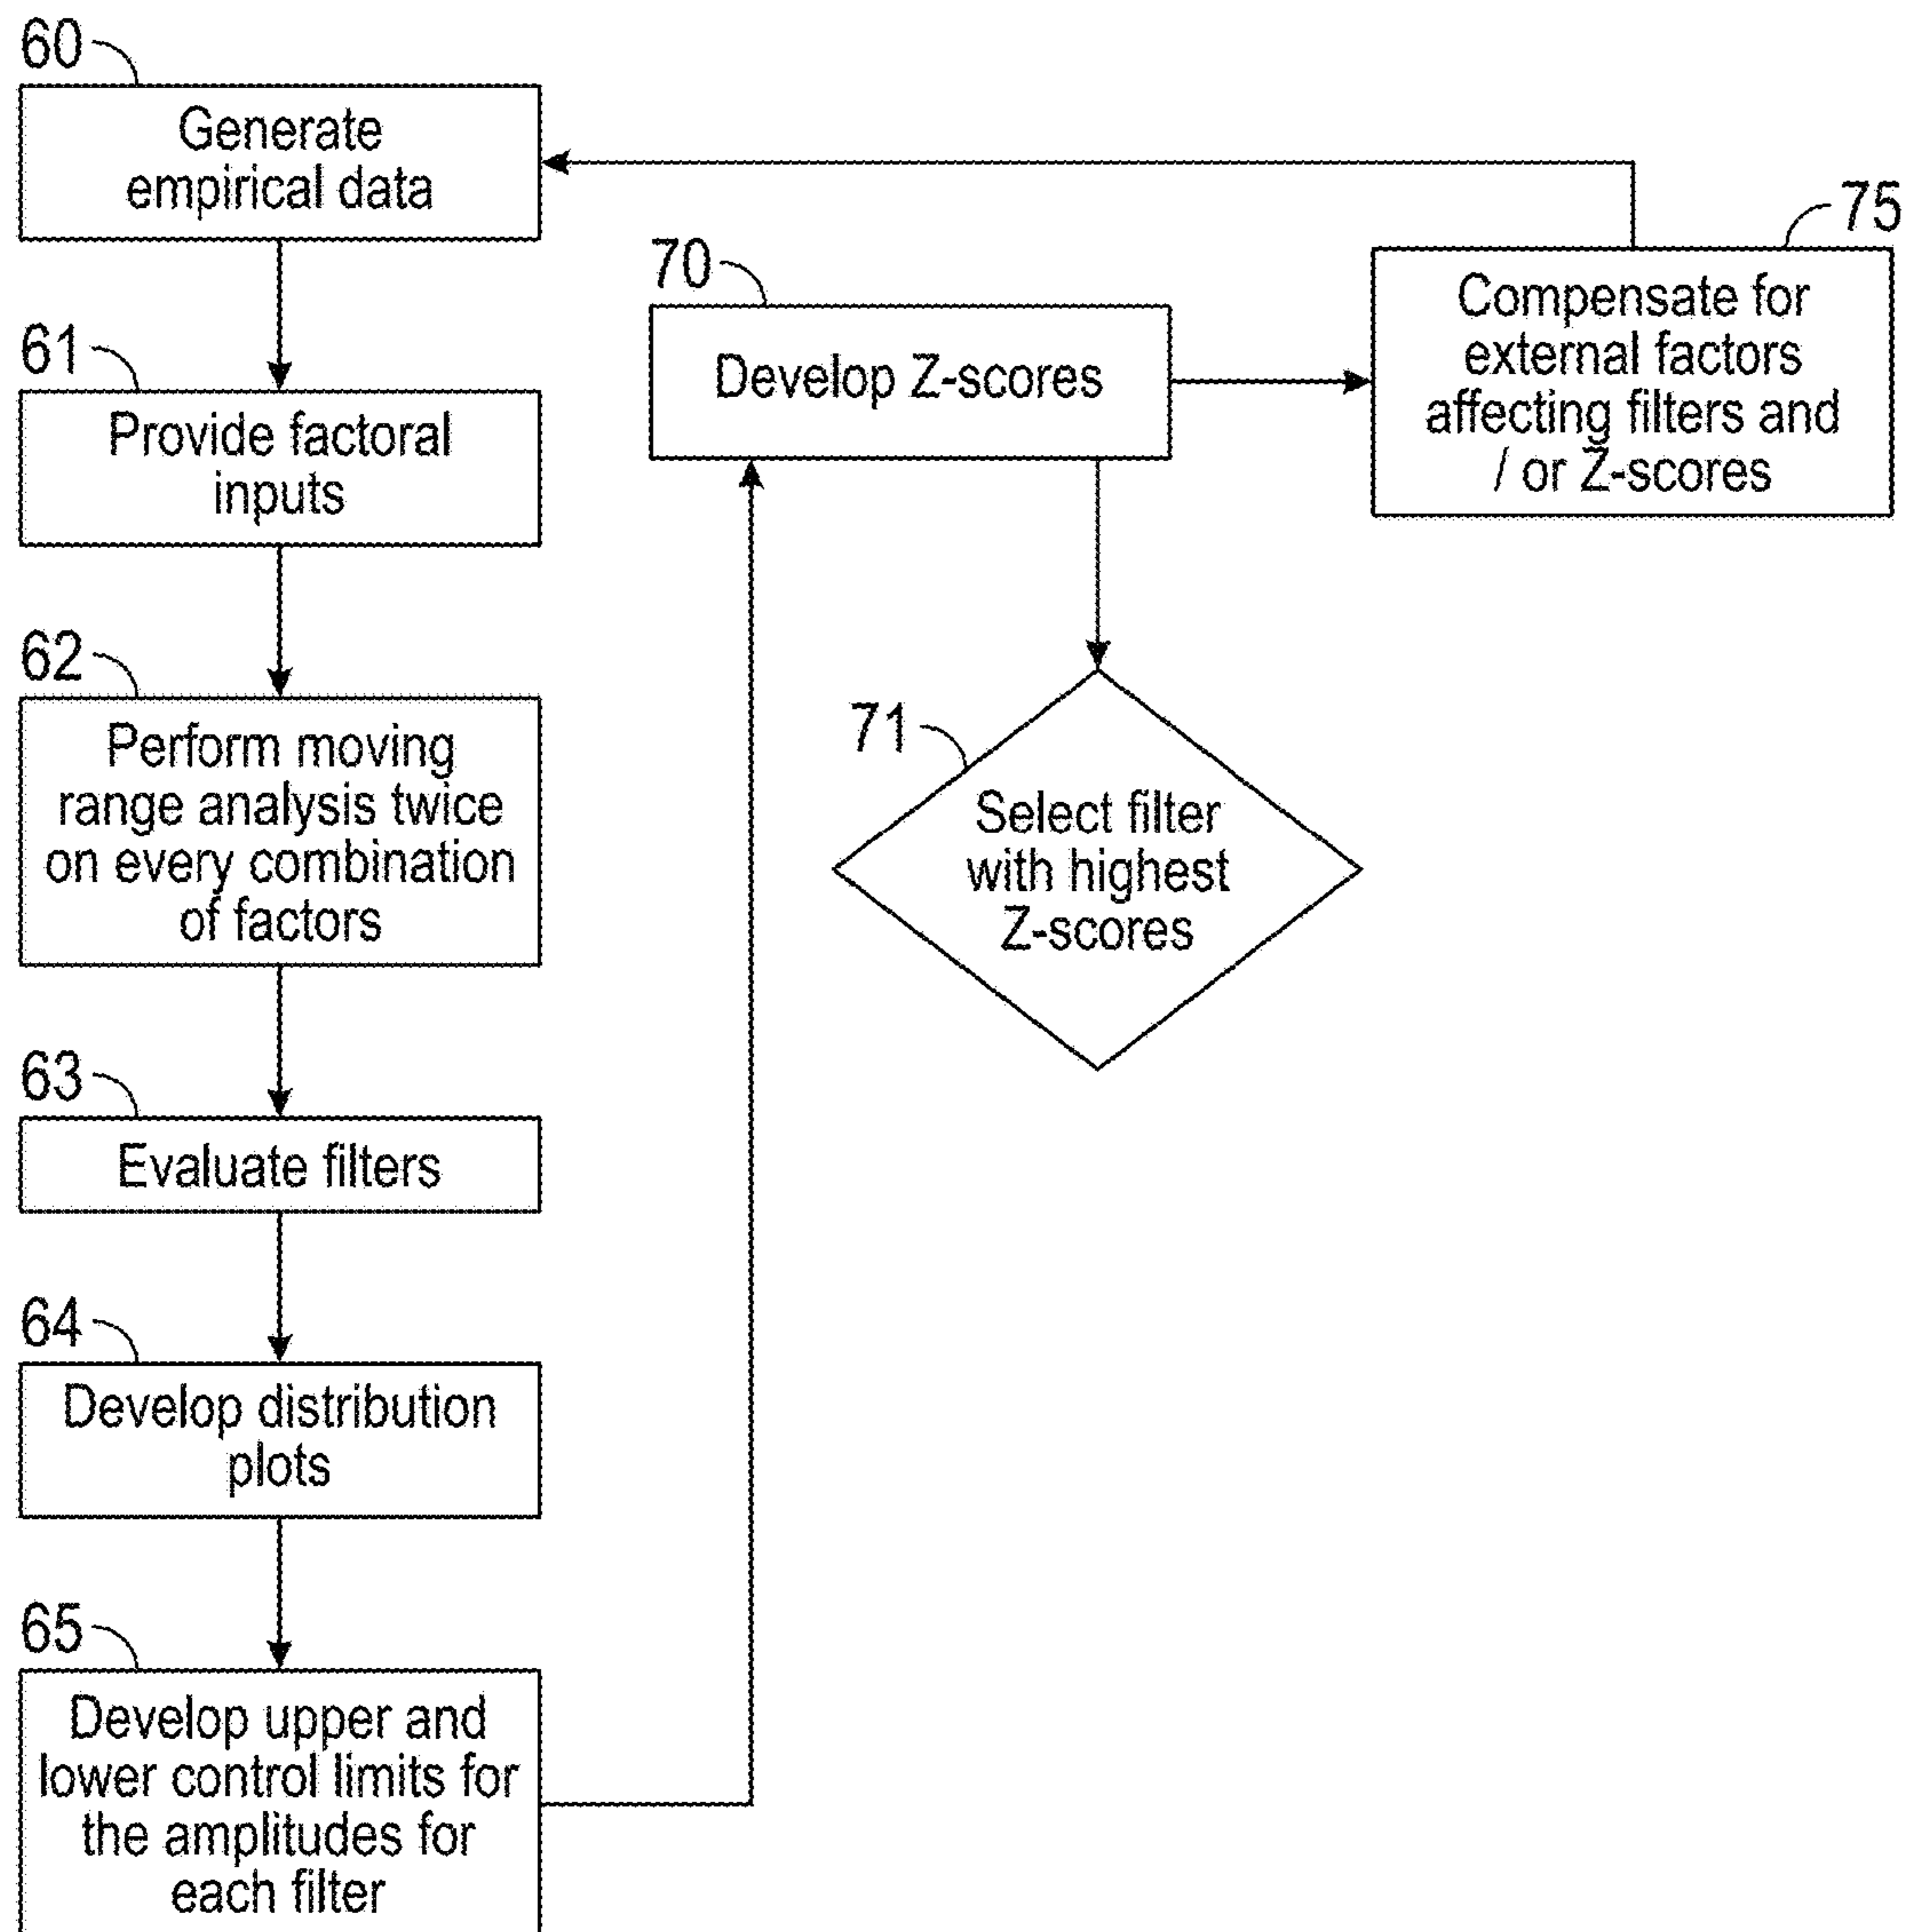 60
Generate
empirical data
61
Provide factoral
inputs
62
Perform moving
range analysis twice
on every combination
of factors
63
Evaluate filters
64
Develop distribution
plots
65
Develop upper and
lower control limits for
the amplitudes for
each filter
70
Develop Z-scores
71
Select filter
with highest
Z-scores
75
Compensate for
external factors
affecting filters and
/ or Z-scores